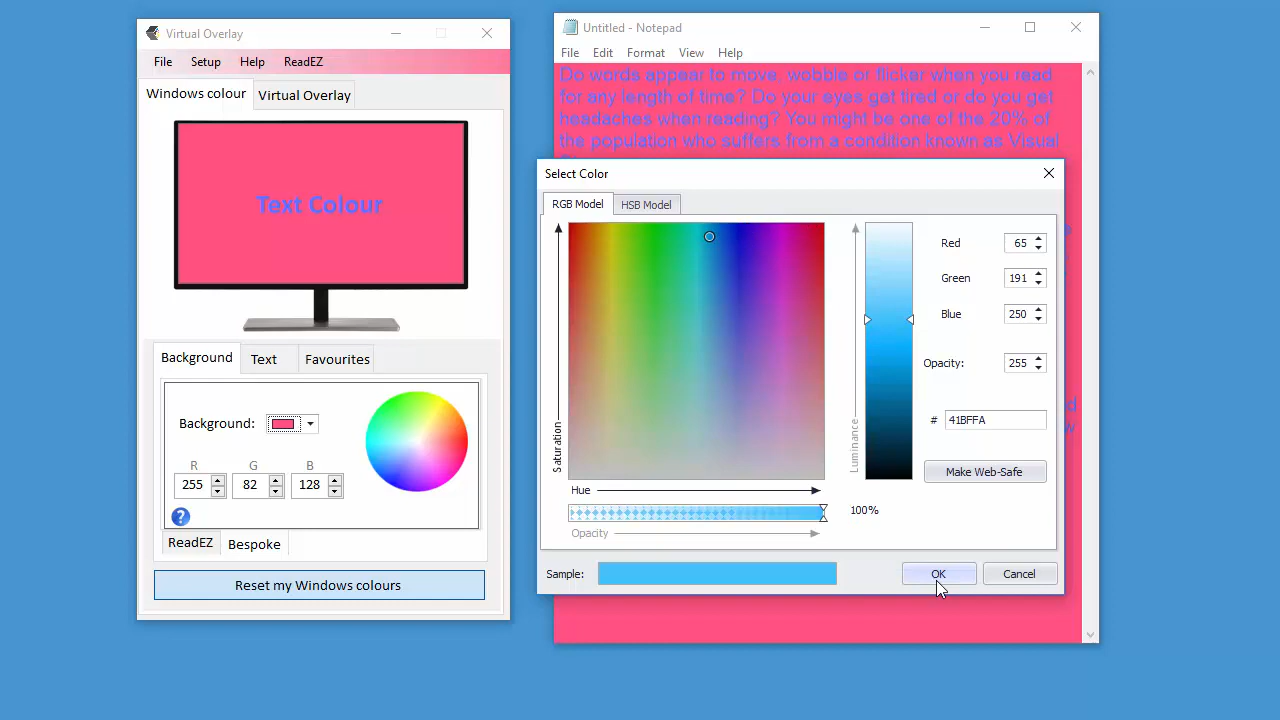 Virtual Overlay
File Setup Help ReadEZ
Windows colour Virtual Overlay
Text Colour
Background Text Favourites
Background:
R G B
255 82 128
?
ReadEZ Bespoke
Reset my Windows colours
Untitled - Notepad
File Edit Format View Help
Do words appear to move, wobble or flicker when you read
for any length of time? Do your eyes get tired or do you get
headaches when reading? You might be one of the 20% of
the population who suffers from a condition known as Visual
Select Color
RGB Model HSB Model
Saturation
Hue
Opacity
100%
Luminance
Red 65
Green 191
Blue 250
Opacity: 255
# 41BFFA
Make Web-Safe
Sample:
OK Cancel